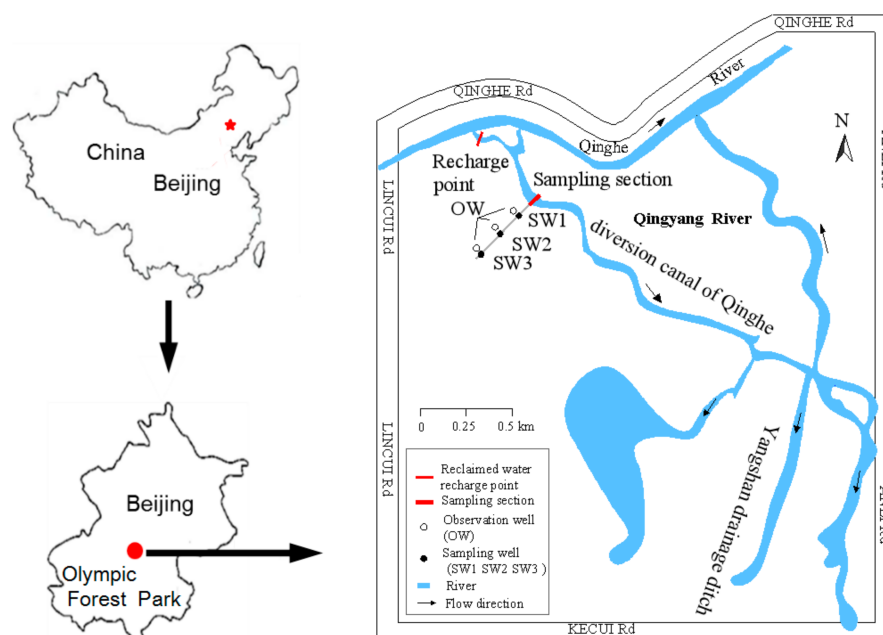 China
Beijing
Beijing
Olympic
Forest Park
QINGHE Rd
QINGHE Rd
River
Qinghe
N
Recharge
point
Sampling section
LINCUI Rd
OW
SW1
SW2
SW3
Qingyang River
diversion canal of Qinghe
0 0.25 0.5 km
LINCUI Rd
Yangshan drainage ditch
Reclaimed water
recharge point
Sampling section
Observation well
(OW)
Sampling well
(SW1 SW2 SW3 )
River
Flow direction
KECUI Rd